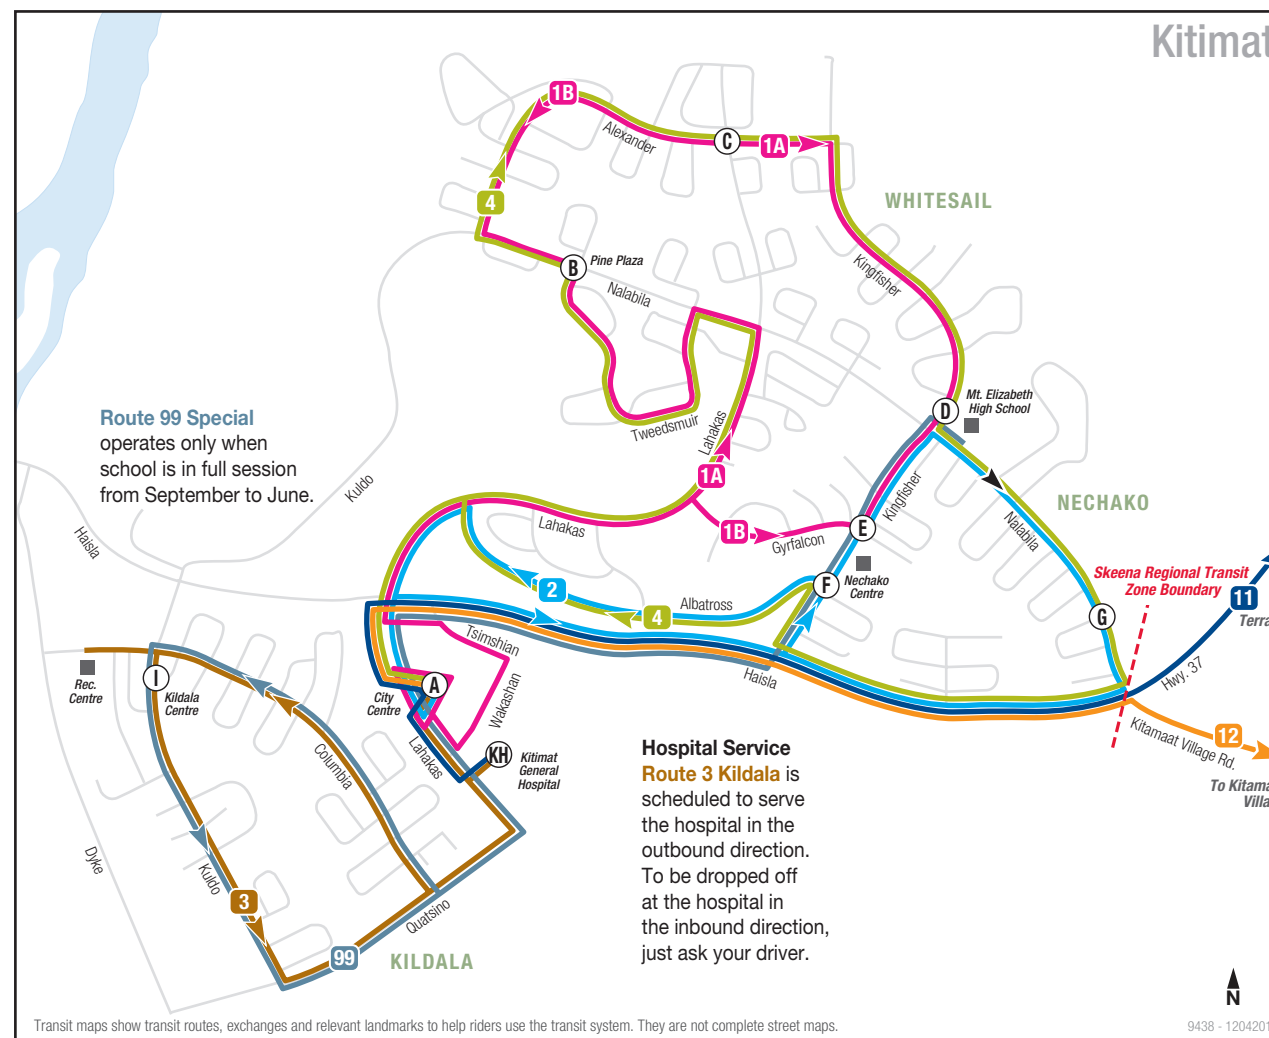 Kitimat
1B
Alexander
C
1A
WHITESAIL
4
B
Pine Plaza
Nalabila
Kingfisher
Route 99 Special
operates only when
school is in full session
from September to June.
Tweedsmuir
Lahakas
D
Mt. Elizabeth
High School
1A
Kuldo
Haisla
Lahakas
1B
Gyrfalcon
E
Kingfisher
NECHAKO
Nalabila
Nechako
Centre
F
2
Albatross
4
Skeena Regional Transit
Zone Boundary
11
G
Tsimshian
Haisla
Hwy. 37
Rec.
Centre
I
Kildala
Centre
City
Centre
A
Wakashan
Lahakas
KH
Kitimat
General
Hospital
Columbia
Kitamaat Village Rd.
12
Hospital Service
Route 3 Kildala is
scheduled to serve
the hospital in the
outbound direction.
To be dropped off
at the hospital in
the inbound direction,
just ask your driver.
Dyke
Kuldo
3
Quatsino
99
KILDALA
N
Transit maps show transit routes, exchanges and relevant landmarks to help riders use the transit system. They are not complete street maps.
9438 - 1204201